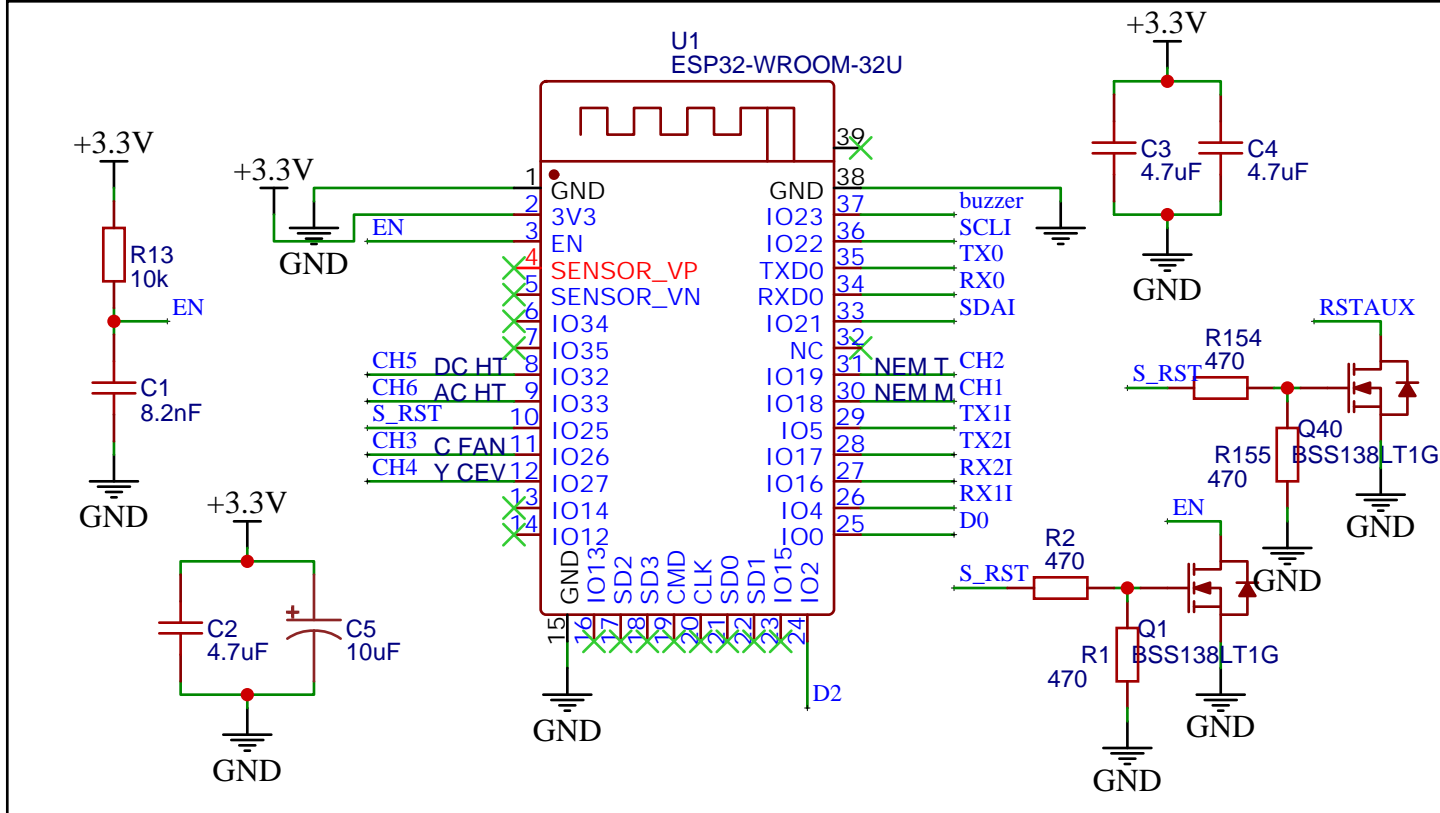 U1
ESP32-WROOM-32U
+3.3V
C3
4.7uF
C4
4.7uF
GND
+3.3V
R13
10k
EN
C1
8.2nF
GND
+3.3V
GND
EN
1 GND
2 3V3
3 EN
4 SENSOR_VP
5 SENSOR_VN
6 IO34
7 IO35
CH5 DC HT 8 IO32
CH6 AC HT 9 IO33
S_RST 10 IO25
CH3 C FAN 11 IO26
CH4 Y CEV 12 IO27
13 IO14
14 IO12
39
GND 38
IO23 37 buzzer
IO22 36 SCLI
TXD0 35 TX0
RXD0 34 RX0
IO21 33 SDAI
NC 32
IO19 31 NEM T CH2
IO18 30 NEM M CH1
IO5 29 TX1I
IO17 28 TX2I
IO16 27 RX2I
IO4 26 RX1I
IO0 25 D0
GND
GND IO13 SD2 SD3 CMD CLK SD0 SD1 IO15 IO2
15 16 17 18 19 20 21 22 23 24
GND
D2
+3.3V
C2
4.7uF
C5
10uF
GND
RSTAUX
R154
470
S_RST
Q40
BSS138LT1G
R155
470
GND
GND
EN
R2
470
S_RST
Q1
BSS138LT1G
R1
470
GND
GND